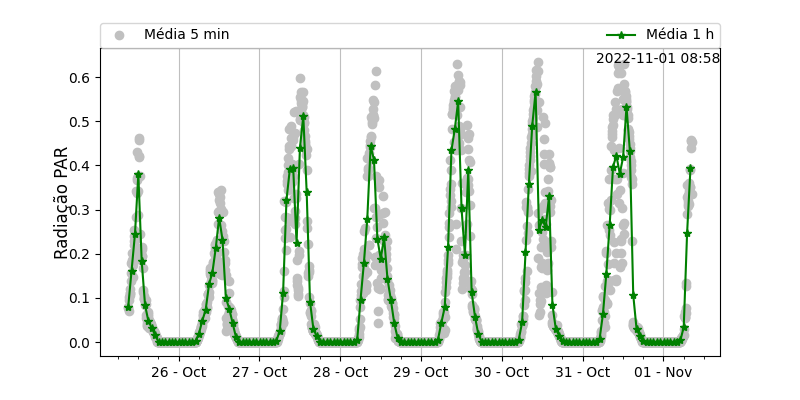 Média 5 min
Média 1 h
2022-11-01 08:58
Radiação PAR
0.6
0.5
0.4
0.3
0.2
0.1
0.0
26 - Oct
27 - Oct
28 - Oct
29 - Oct
30 - Oct
31 - Oct
01 - Nov